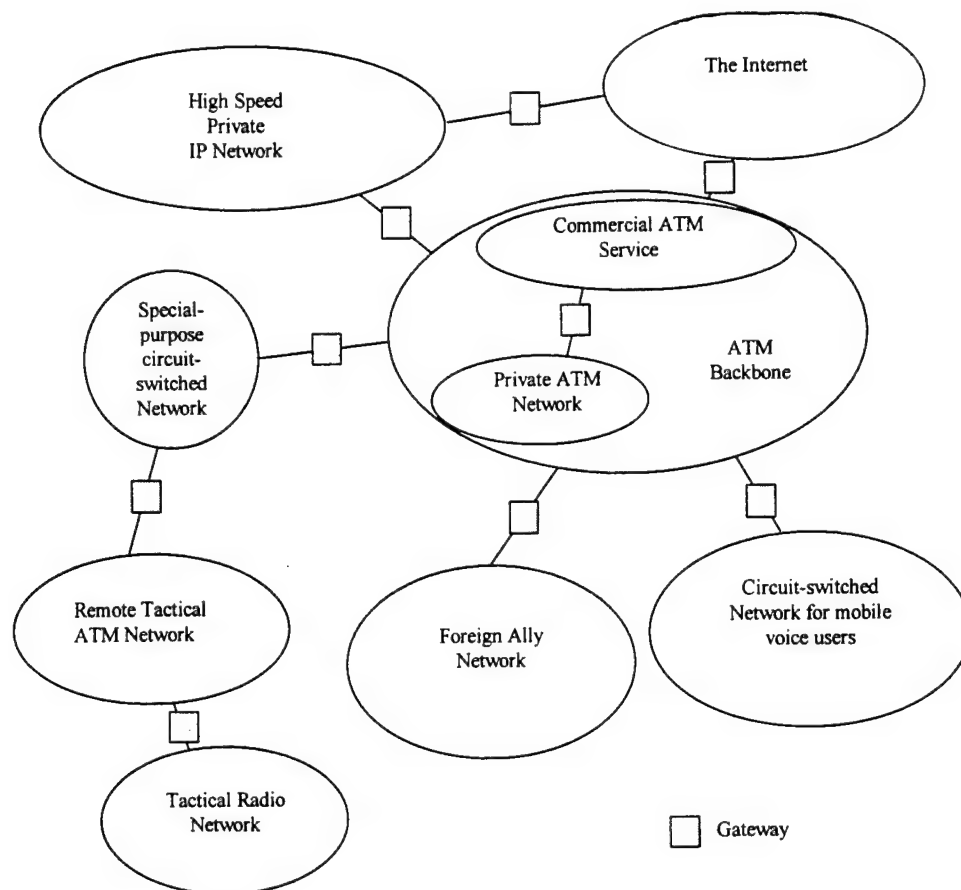 The Internet
High Speed
Private
IP Network
Commercial ATM
Service
Special-
purpose
circuit-
switched
Network
ATM
Backbone
Private ATM
Network
Remote Tactical
ATM Network
Foreign Ally
Network
Circuit-switched
Network for mobile
voice users
Tactical Radio
Network
Gateway